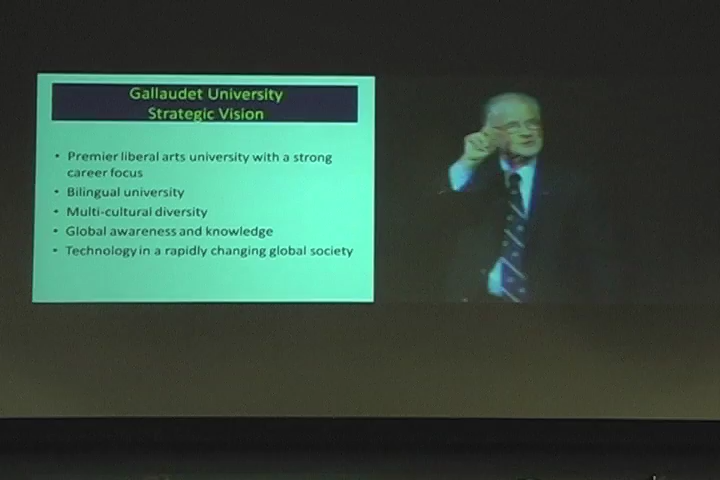 Gallaudet University
Strategic Vision
• Premier liberal arts university with a strong
career focus
• Bilingual university
• Multi-cultural diversity
• Global awareness and knowledge
• Technology in a rapidly changing global society